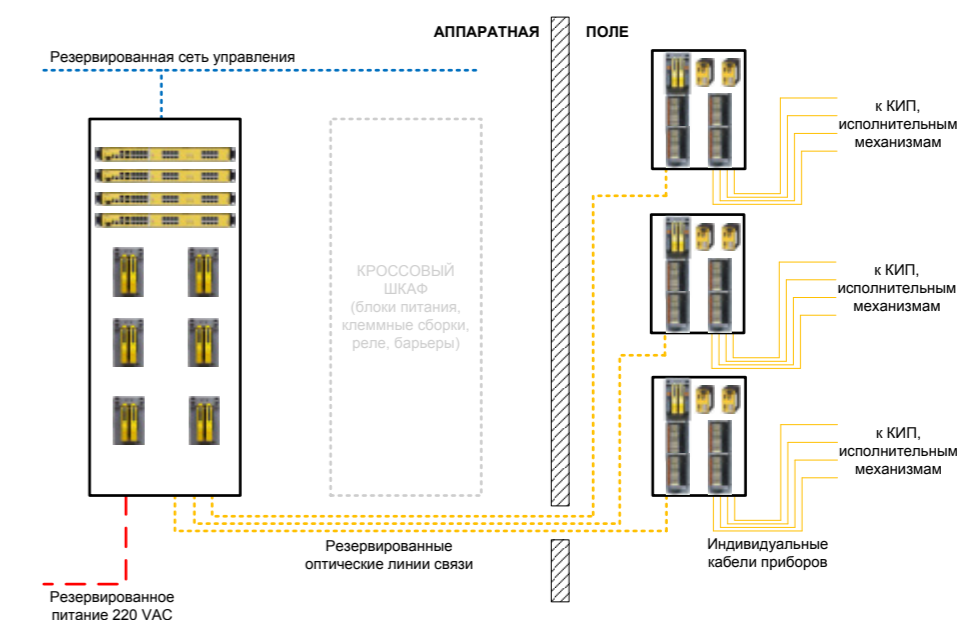 АППАРАТНАЯ
ПОЛЕ
Резервированная сеть управления
к КИП,
исполнительным
механизмам
КРОССОВЫЙ
ШКАФ
(блоки питания,
клеммные сборки,
реле, барьеры)
к КИП,
исполнительным
механизмам
к КИП,
исполнительным
механизмам
Резервированные
оптические линии связи
Индивидуальные
кабели приборов
Резервированное
питание 220 VAC